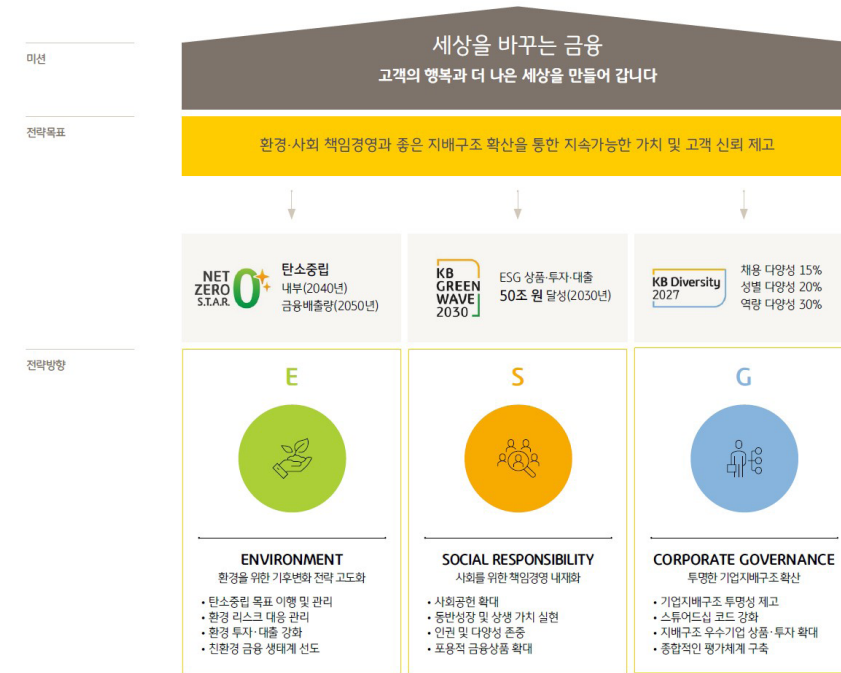 미션
세상을 바꾸는 금융
고객의 행복과 더 나은 세상을 만들어 갑니다
전략목표
환경·사회 책임경영과 좋은 지배구조 확산을 통한 지속가능한 가치 및 고객 신뢰 제고
NET
ZERO
S.T.A.R.
0
탄소중립
내부(2040년)
금융배출량(2050년)
KB
GREEN
WAVE
2030
ESG 상품·투자·대출
50조 원 달성(2030년)
KB Diversity
2027
채용 다양성 15%
성별 다양성 20%
역량 다양성 30%
전략방향
E
ENVIRONMENT
환경을 위한 기후변화 전략 고도화
• 탄소중립 목표 이행 및 관리
• 환경 리스크 대응 관리
• 환경 투자·대출 강화
• 친환경 금융 생태계 선도
S
SOCIAL RESPONSIBILITY
사회를 위한 책임경영 내재화
• 사회공헌 확대
• 동반성장 및 상생 가치 실현
• 인권 및 다양성 존중
• 포용적 금융상품 확대
G
CORPORATE GOVERNANCE
투명한 기업지배구조 확산
• 기업지배구조 투명성 제고
• 스튜어드십 코드 강화
• 지배구조 우수기업 상품·투자 확대
• 종합적인 평가체계 구축